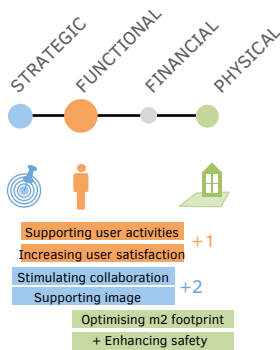 STRATEGIC
FUNCTIONAL
FINANCIAL
PHYSICAL
Supporting user activities
Increasing user satisfaction
+1
Stimulating collaboration
Supporting image
+2
Optimising m2 footprint
+ Enhancing safety